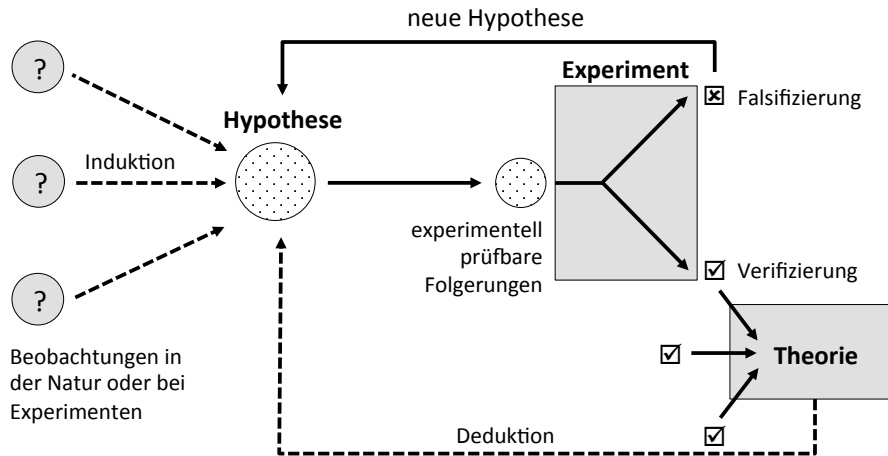 neue Hypothese
Experiment
Falsifizierung
?
Hypothese
Induktion
?
experimentell
prüfbare
Folgerungen
Verifizierung
?
Beobachtungen in
der Natur oder bei
Experimenten
Theorie
Deduktion